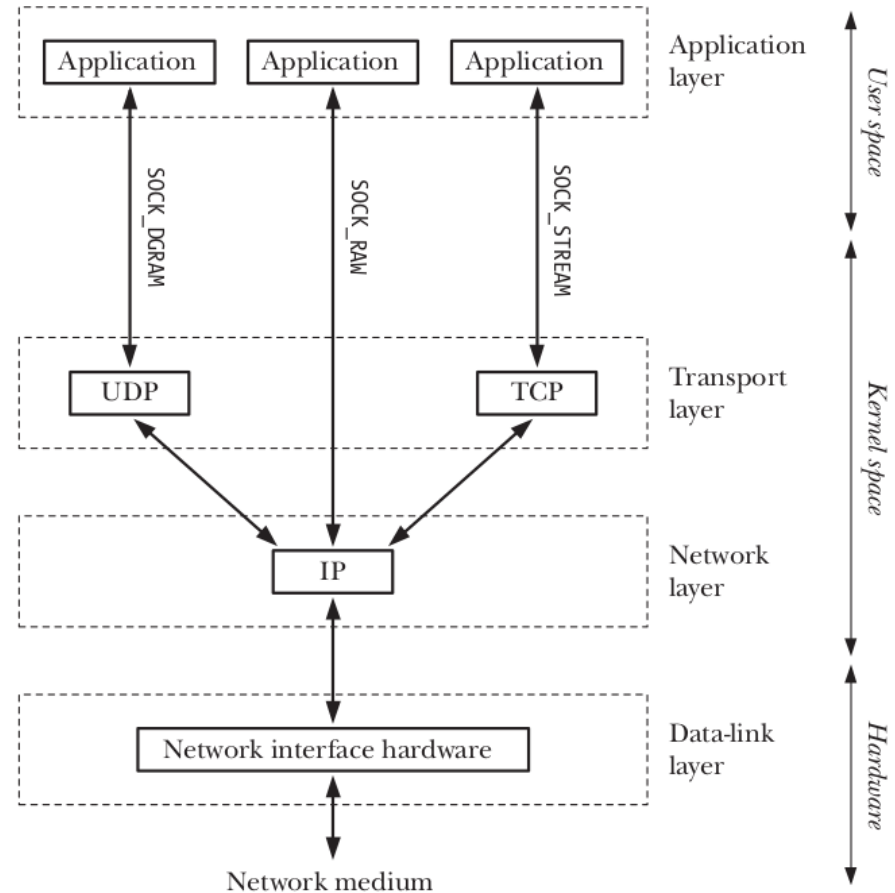 Application
Application
Application
Application
layer
User space
SOCK_DGRAM
SOCK_RAW
SOCK_STREAM
UDP
TCP
Transport
layer
Kernel space
IP
Network
layer
Network interface hardware
Data-link
layer
Hardware
Network medium